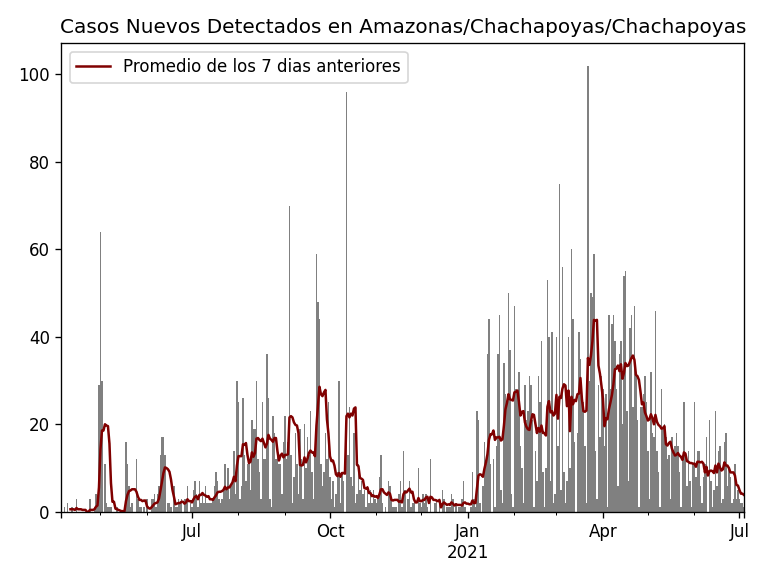 Casos Nuevos Detectados en Amazonas/Chachapoyas/Chachapoyas
Promedio de los 7 dias anteriores
100
80
60
40
20
0
Jul
Oct
Jan
2021
Apr
Jul